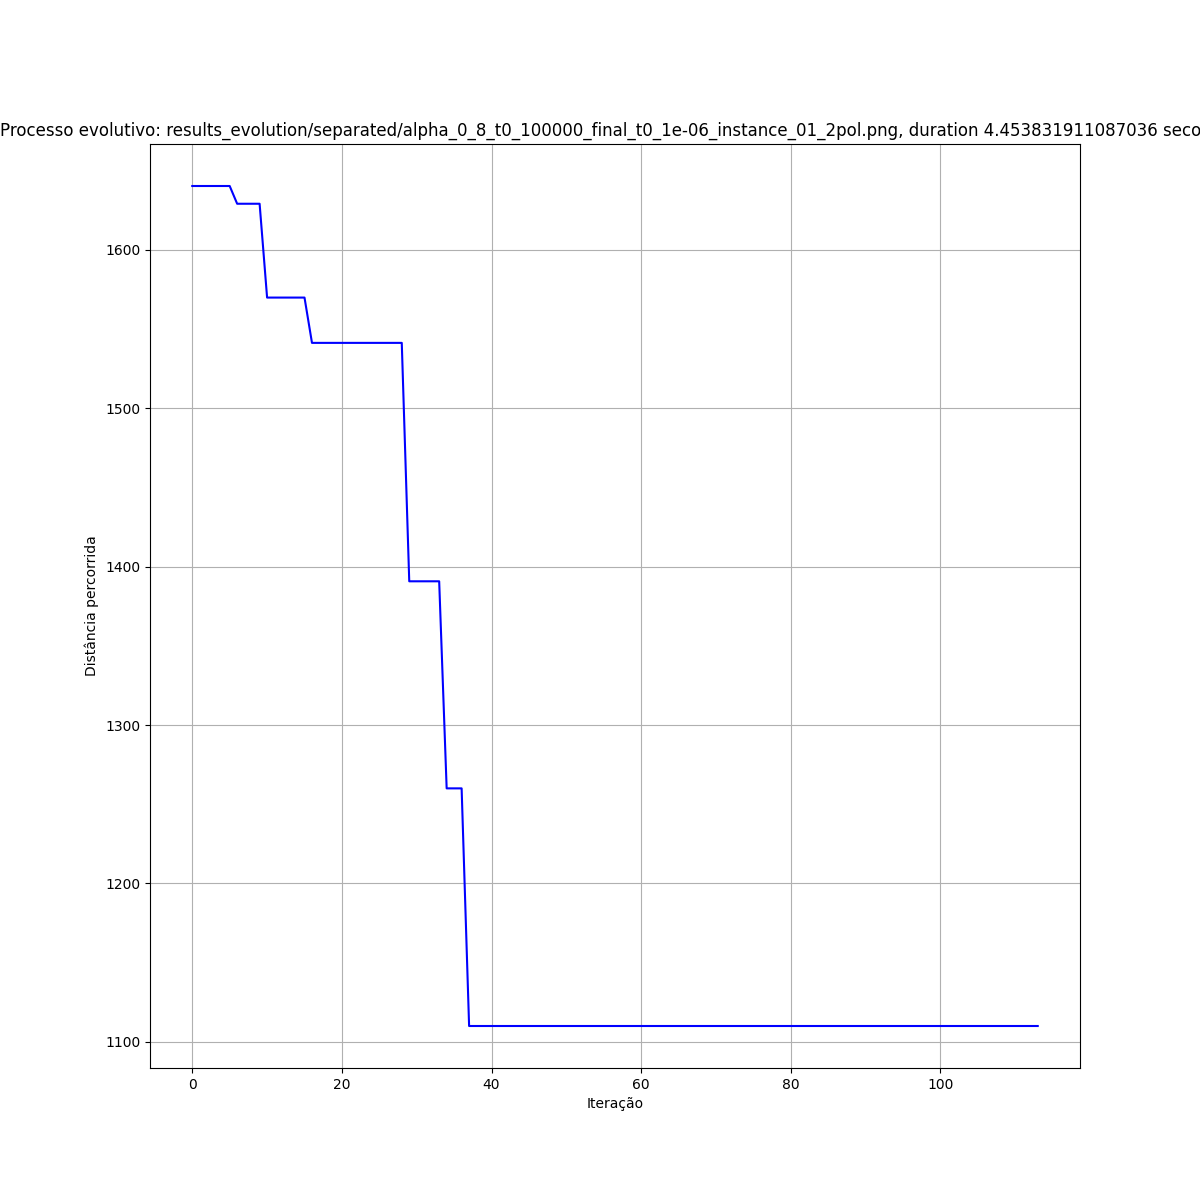 Processo evolutivo: results_evolution/separated/alpha_0_8_t0_100000_final_t0_1e-06_instance_01_2pol.png, duration 4.453831911087036 seco
1600
1500
1400
1300
1200
1100
Distância percorrida
0 20 40 60 80 100
Iteração